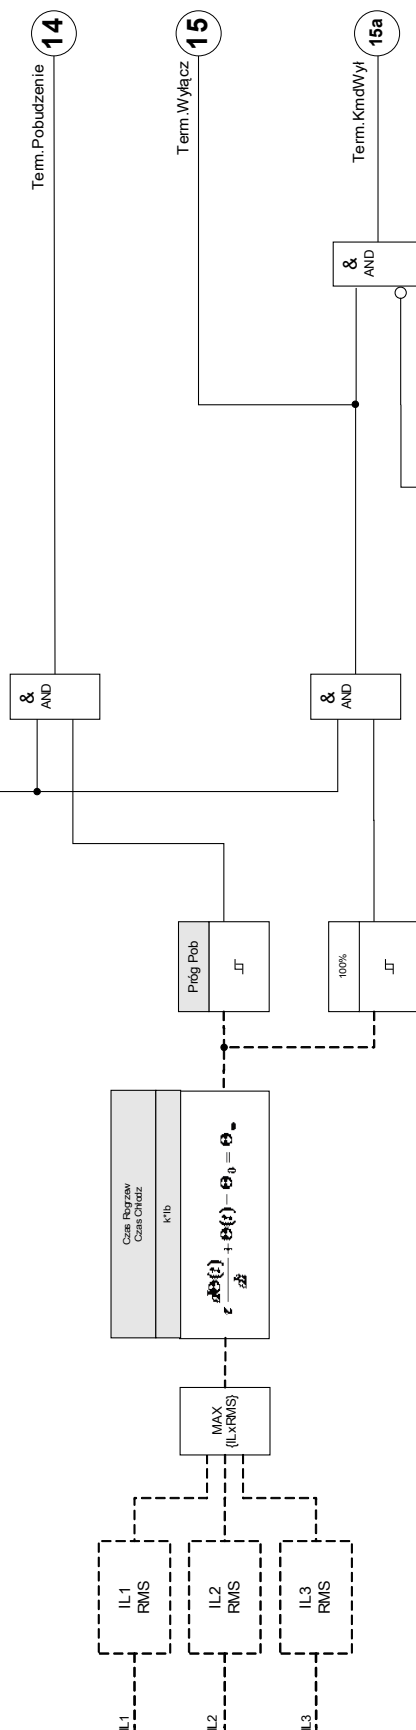 IL1
IL2
IL3
IL1
RMS
IL2
RMS
IL3
RMS
MAX
{ILxRMS}
Czas Rogrzew
Czas Chłodz
k*Ib
Próg Pob
100%
&
AND
&
AND
&
AND
Term.Pobudzenie
14
Term.Wyłącz
15
Term.KmdWył
15a